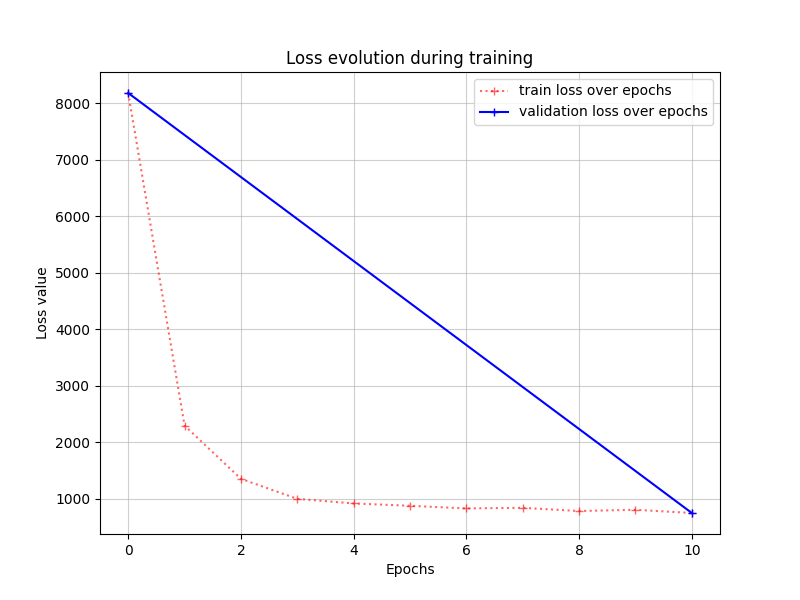 Loss evolution during training
train loss over epochs
validation loss over epochs
8000
7000
6000
5000
4000
3000
2000
1000
Loss value
0 2 4 6 8 10
Epochs